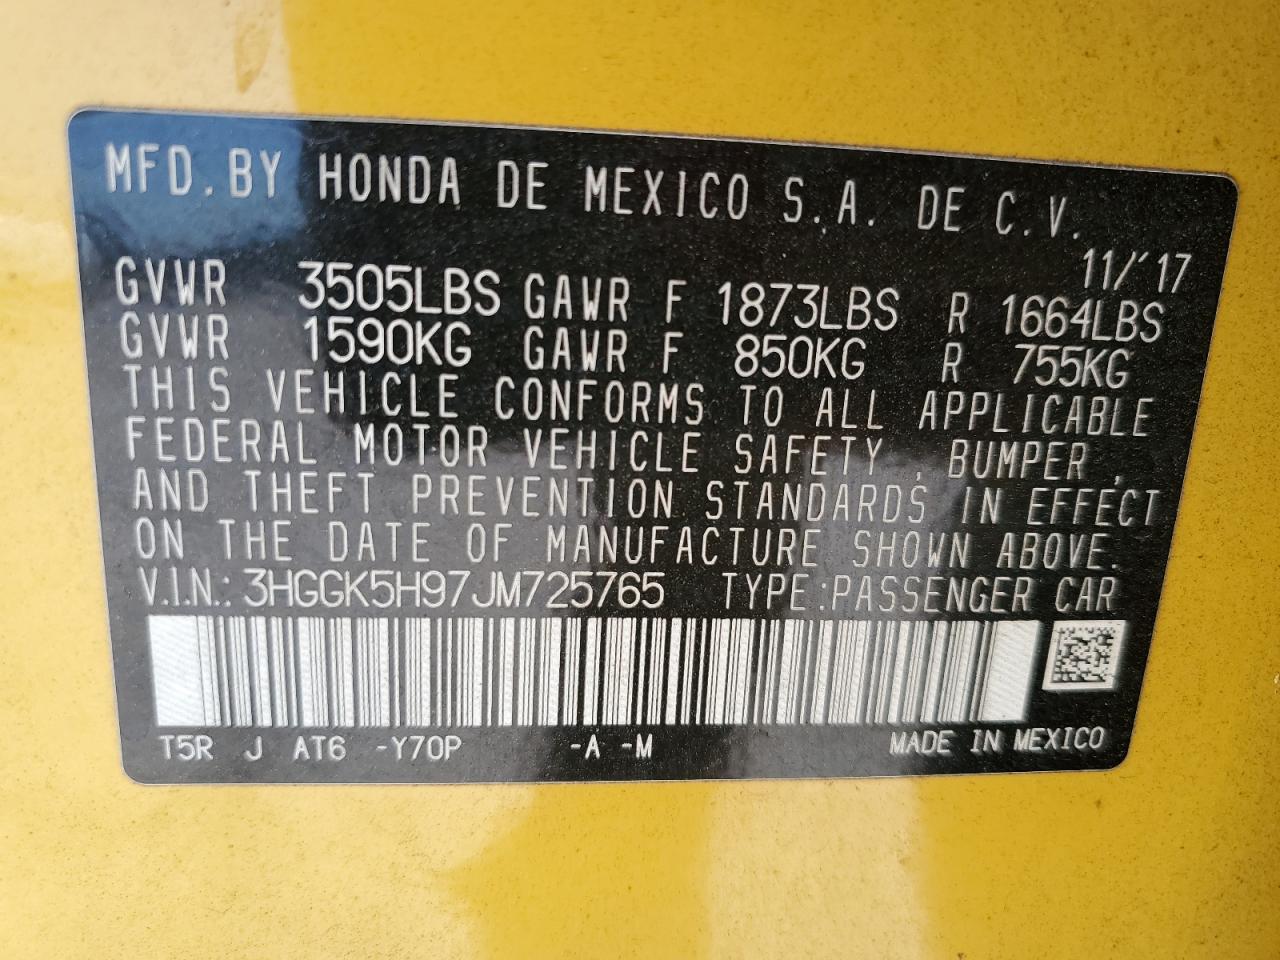 MFD. BY HONDA DE MEXICO S.A. DE C.V.
11/'17
GVWR 3505LBS GAWR F 1873LBS R 1664LBS
GVWR 1590KG GAWR F 850KG R 755KG
THIS VEHICLE CONFORMS TO ALL APPLICABLE
FEDERAL MOTOR VEHICLE SAFETY, BUMPER,
AND THEFT PREVENTION STANDARDS IN EFFECT
ON THE DATE OF MANUFACTURE SHOWN ABOVE.
V.I.N.: 3HGGK5H97JM725765 TYPE:PASSENGER CAR
T5R J AT6 -Y70P -A -M MADE IN MEXICO